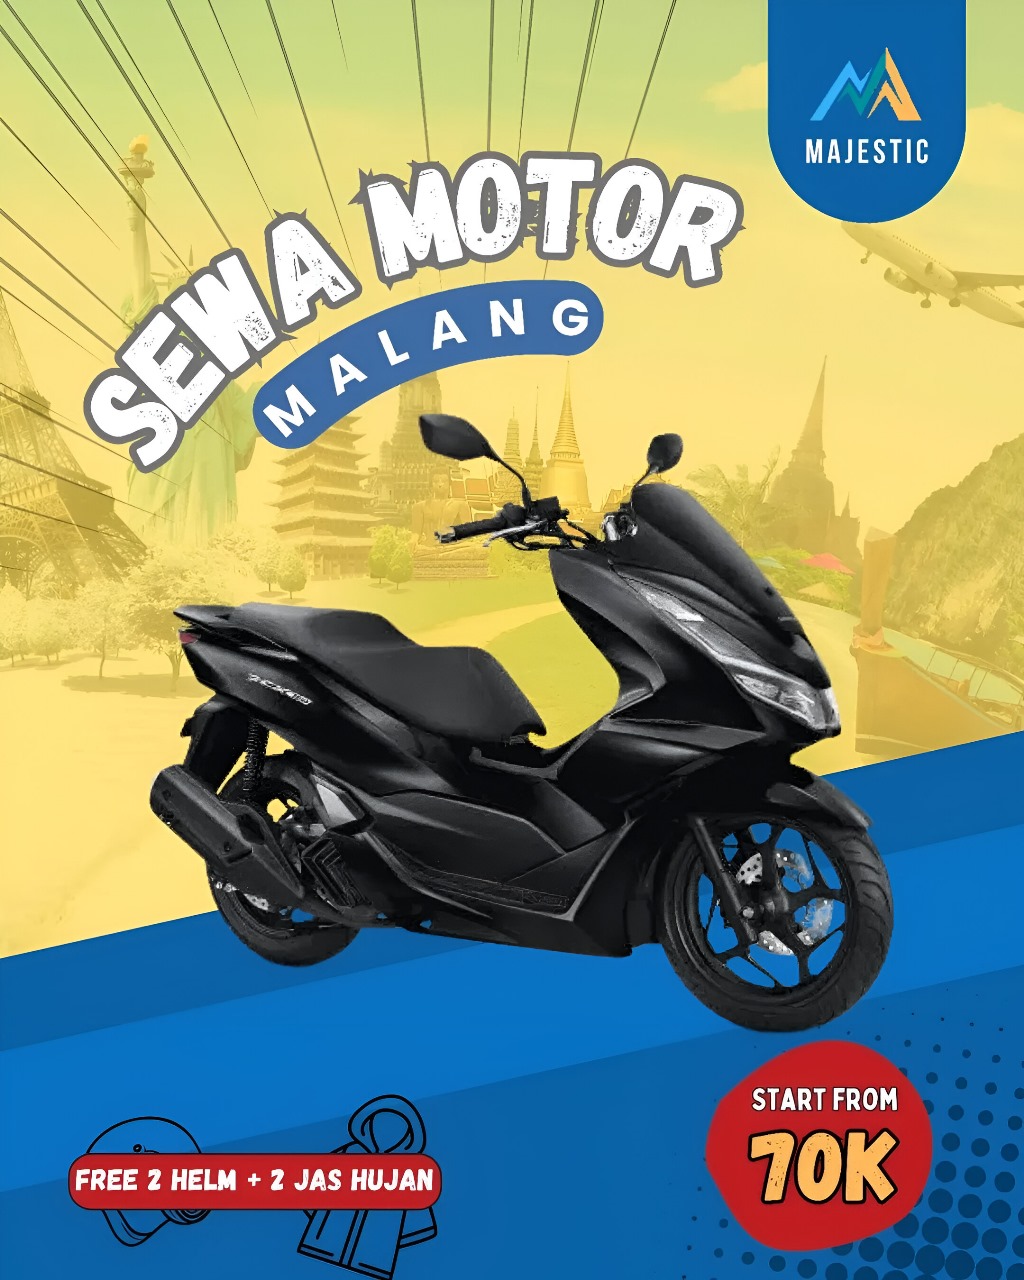 MAJESTIC
SEWA MOTOR
MALANG
START FROM
70K
FREE 2 HELM + 2 JAS HUJAN